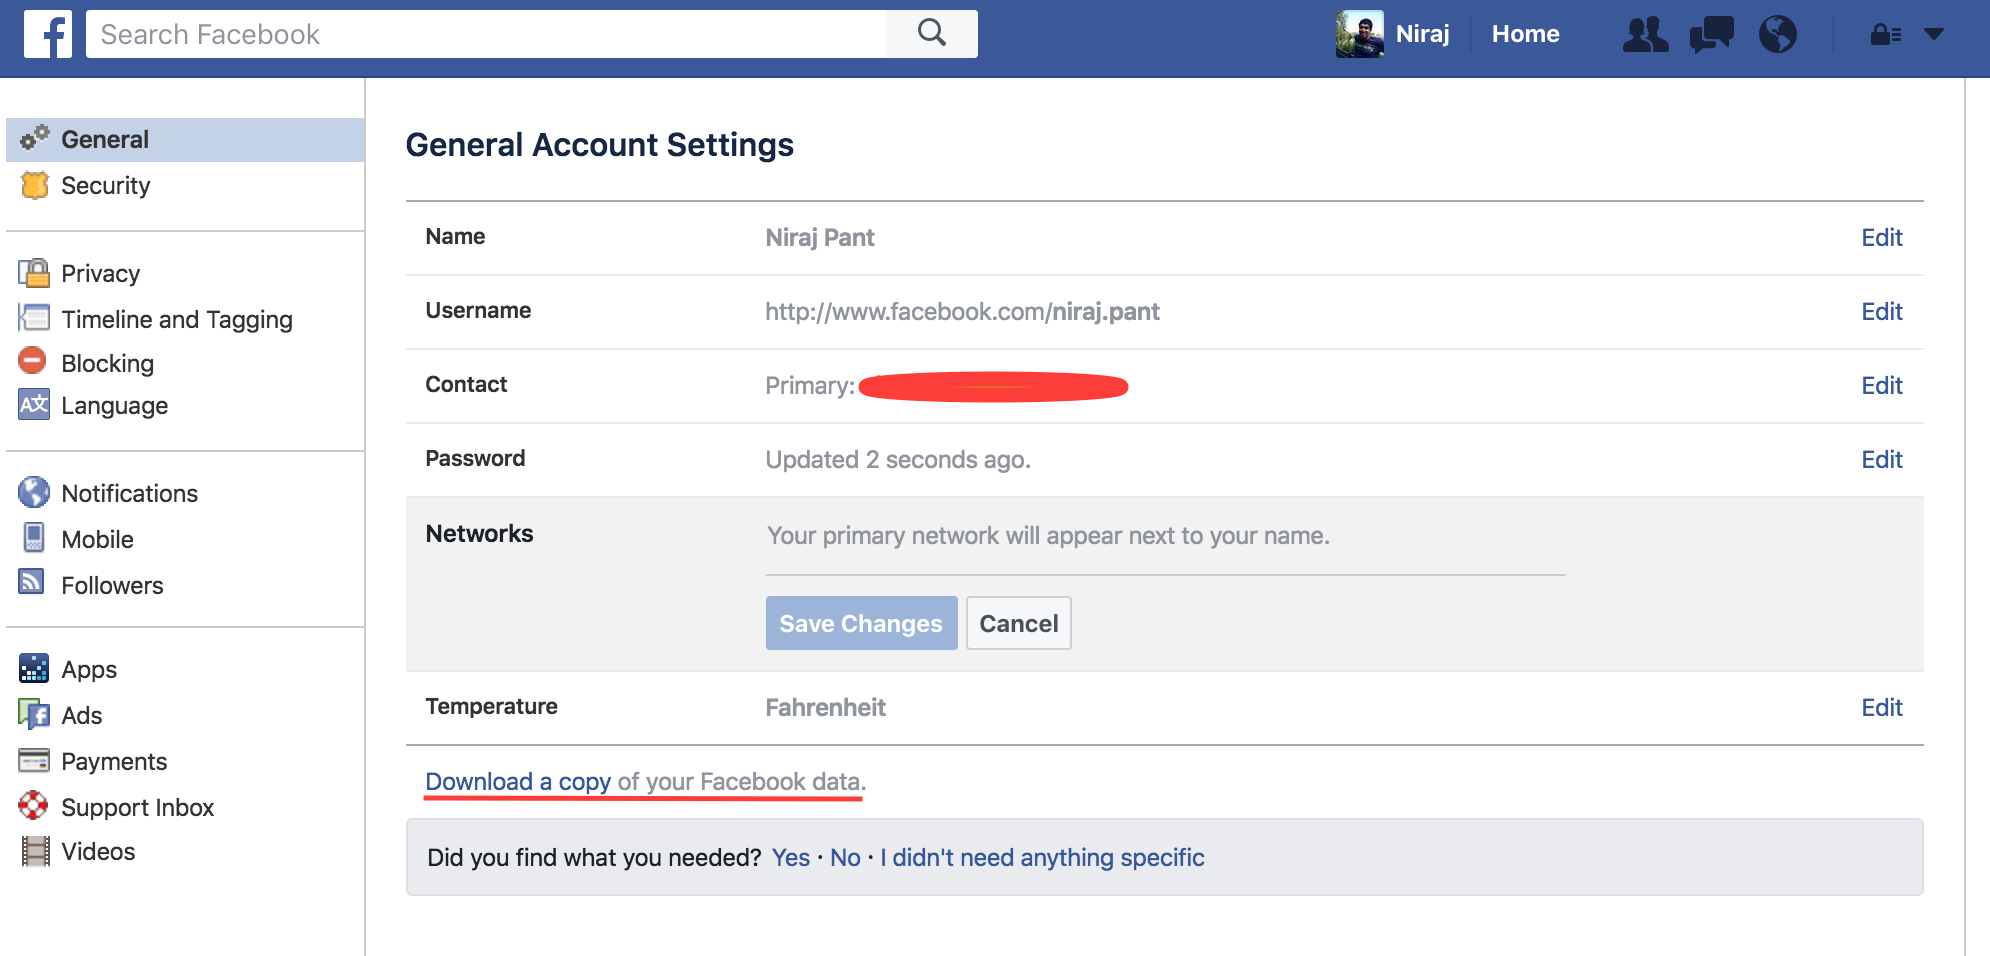 f
Search Facebook
Niraj
Home
General
Security
Privacy
Timeline and Tagging
Blocking
Language
Notifications
Mobile
Followers
Apps
Ads
Payments
Support Inbox
Videos
General Account Settings
Name Niraj Pant Edit
Username http://www.facebook.com/niraj.pant Edit
Contact Primary: Edit
Password Updated 2 seconds ago. Edit
Networks Your primary network will appear next to your name.
Save Changes Cancel
Temperature Fahrenheit Edit
Download a copy of your Facebook data.
Did you find what you needed? Yes · No · I didn't need anything specific